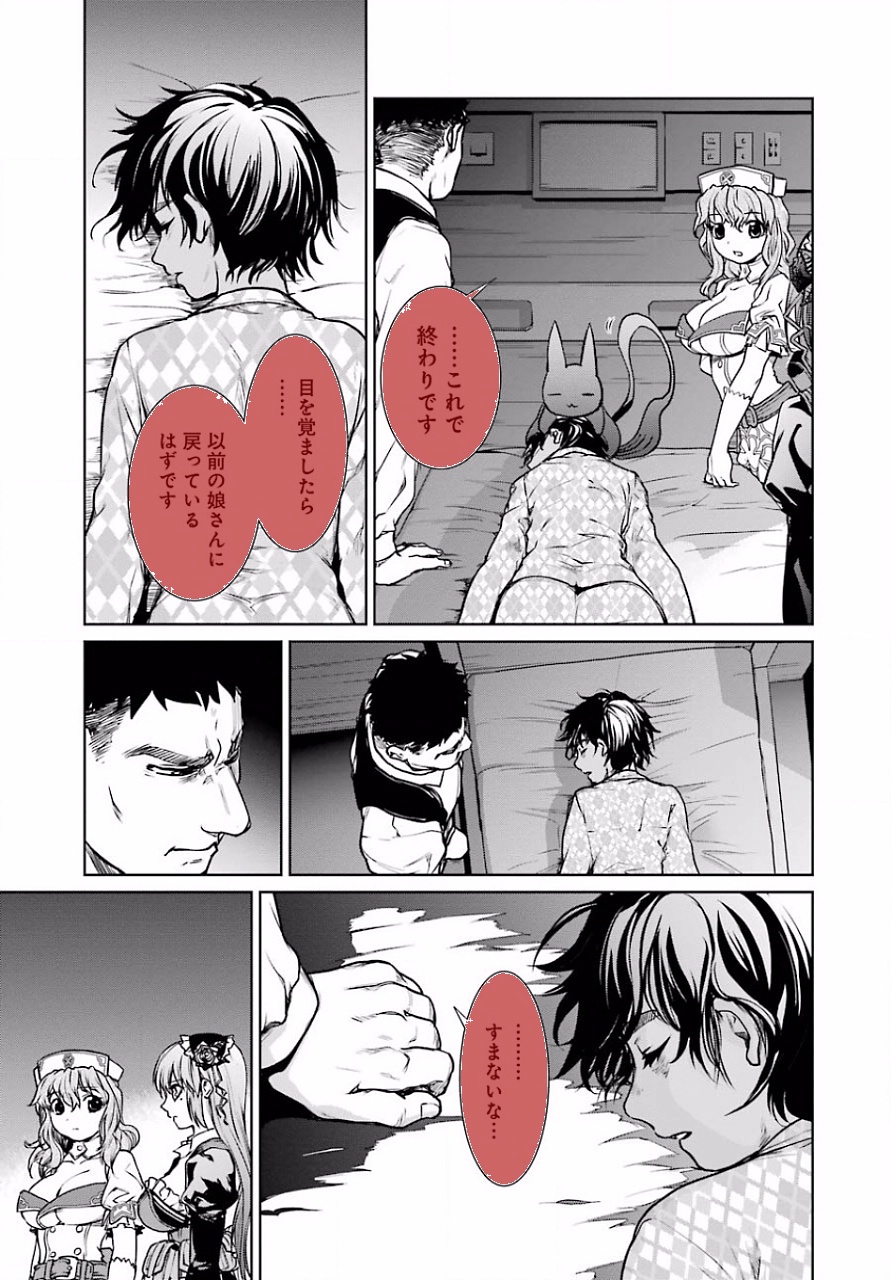 ……これで
終わりです
目を覚ましたら
……
以前の娘さんに
戻っている
はずです
………
すまないな…